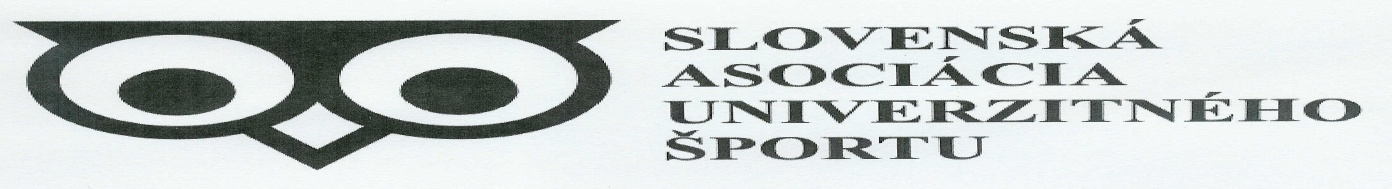 SLOVENSKÁ
ASOCIÁCIA
UNIVERZITNÉHO
ŠPORTU